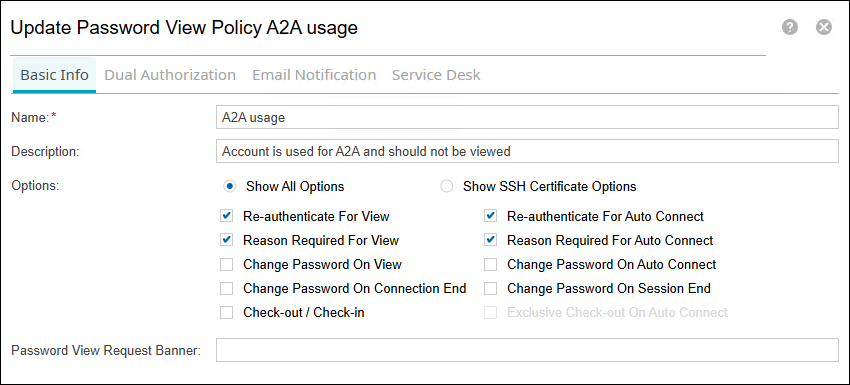 Update Password View Policy A2A usage ?
Basic Info Dual Authorization Email Notification Service Desk
Name:* A2A usage
Description: Account is used for A2A and should not be viewed
Options: Show All Options Show SSH Certificate Options
Re-authenticate For View Re-authenticate For Auto Connect
Reason Required For View Reason Required For Auto Connect
Change Password On View Change Password On Auto Connect
Change Password On Connection End Change Password On Session End
Check-out / Check-in Exclusive Check-out On Auto Connect
Password View Request Banner: